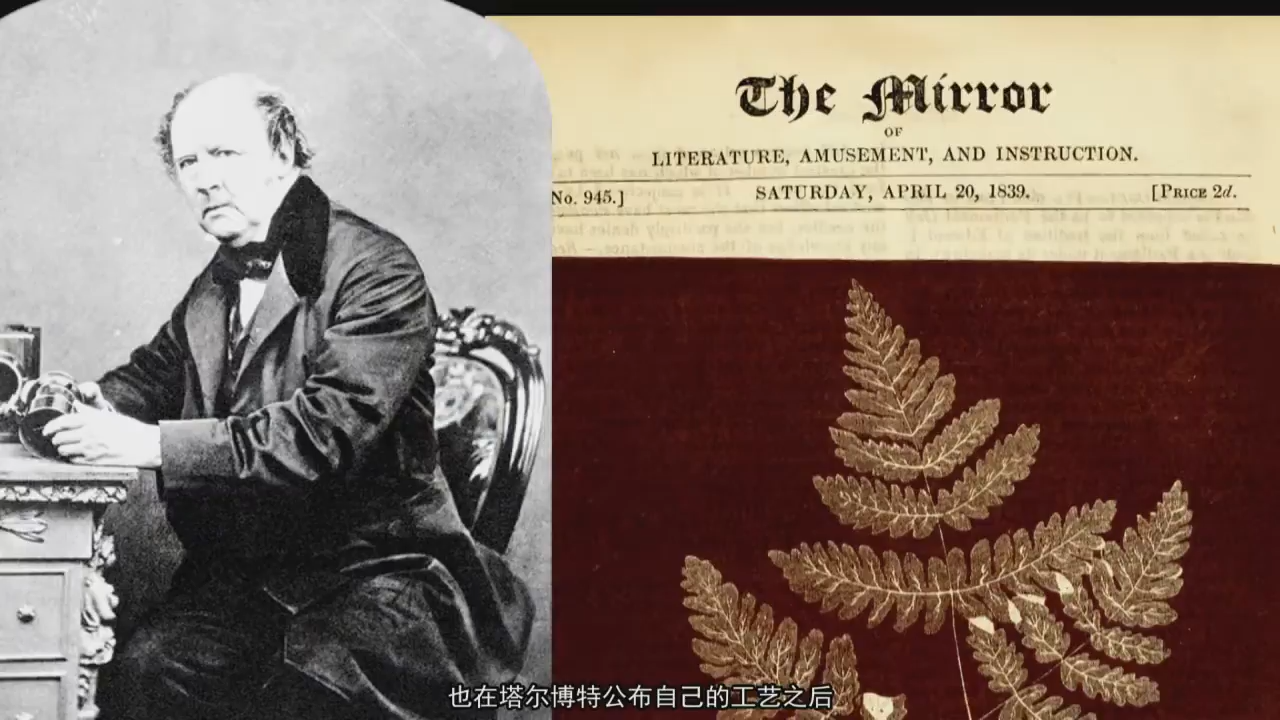 The Mirror
OF
LITERATURE, AMUSEMENT, AND INSTRUCTION.
No. 945.]
SATURDAY, APRIL 20, 1839.
[PRICE 2d.
也在塔尔博特公布自己的工艺之后